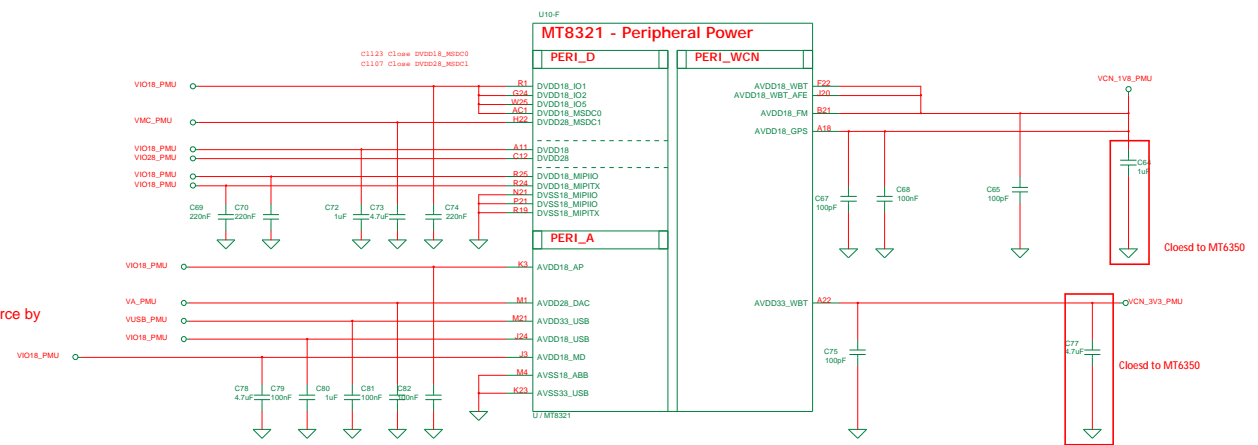 U10-F
MT8321 - Peripheral Power
C1123 Close DVDD18_MSDC0
C1107 Close DVDD28_MSDC1
PERI_D
PERI_WCN
VIO18_PMU
R1
DVDD18_IO1
G24
DVDD18_IO2
W25
DVDD18_IO5
AC1
DVDD18_MSDC0
VMC_PMU
H22
DVDD28_MSDC1
VIO18_PMU
A11
DVDD18
VIO28_PMU
C12
DVDD28
VIO18_PMU
R25
DVDD18_MIPIIO
VIO18_PMU
R24
DVDD18_MIPITX
N21
DVSS18_MIPIIO
P21
DVSS18_MIPIIO
R19
DVSS18_MIPITX
C69
220nF
C70
220nF
C72
1uF
C73
4.7uF
C74
220nF
AVDD18_WBT
F22
AVDD18_WBT_AFE
J20
AVDD18_FM
B21
AVDD18_GPS
A18
VCN_1V8_PMU
C67
100pF
C68
100nF
C65
100pF
C64
1uF
Cloesd to MT6350
PERI_A
VIO18_PMU
K3
AVDD18_AP
VA_PMU
M1
AVDD28_DAC
VUSB_PMU
M21
AVDD33_USB
VIO18_PMU
J24
AVDD18_USB
VIO18_PMU
J3
AVDD18_MD
M4
AVSS18_ABB
K23
AVSS33_USB
rce by
C78
4.7uF
C79
100nF
C80
1uF
C81
100nF
C82
100nF
AVDD33_WBT
A22
VCN_3V3_PMU
C75
100pF
C77
4.7uF
Cloesd to MT6350
U / MT8321